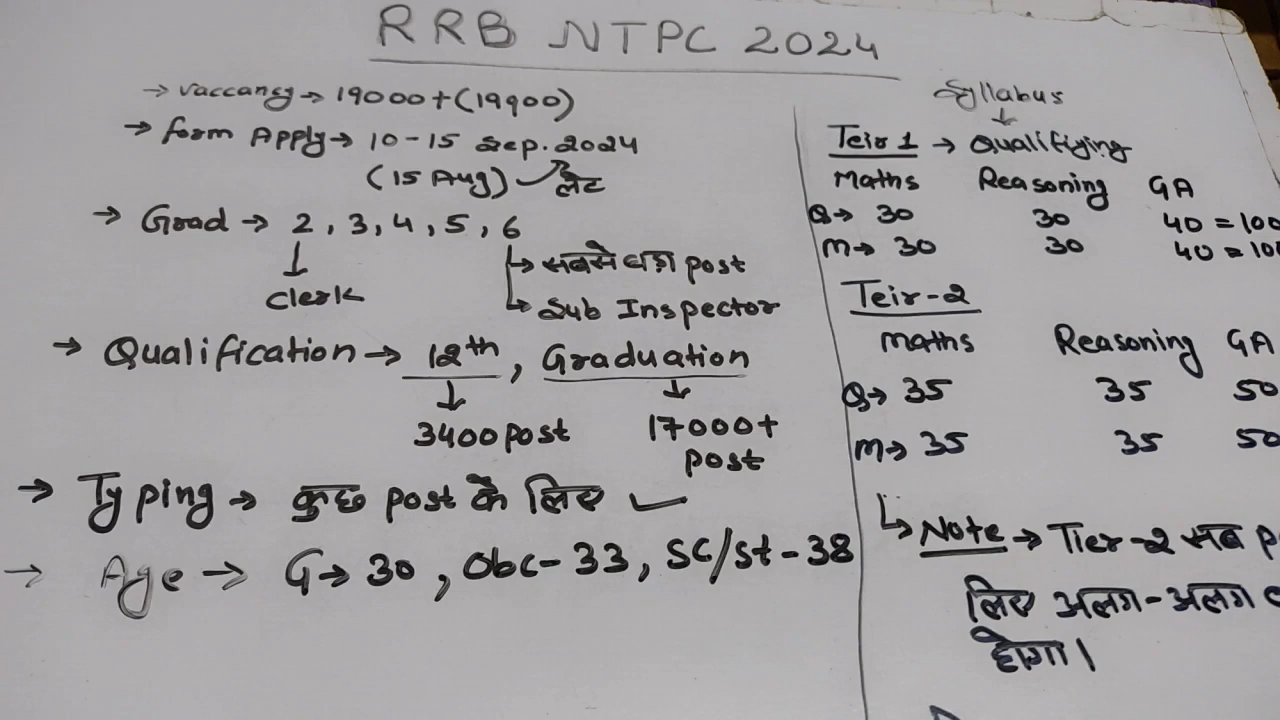 RRB NTPC 2024
→ vaccancy → 19000+(19900)
→ form Apply → 10-15 Sep. 2024
(15 Aug) लेट
→ Grad → 2, 3, 4, 5, 6
↓
Clerk
↳ सबसे बड़ा post
↳ Sub Inspector
→ Qualification → 12th, Graduation
↓ ↓
3400 post 17000+
post
→ Typing → कुछ post के लिए ✓
→ Age → G→ 30, Obc-33, SC/St-38
Syllabus
↓
Teir 1 → Qualifiying
Maths Reasoning GA
Q→ 30 30 40 = 100
M→ 30 30 40 = 10
Teir-2
Maths Reasoning GA
Q→ 35 35 50
M→ 35 35 50
↳ Note → Tier-2 सब
लिए अलग-अलग
होगा।